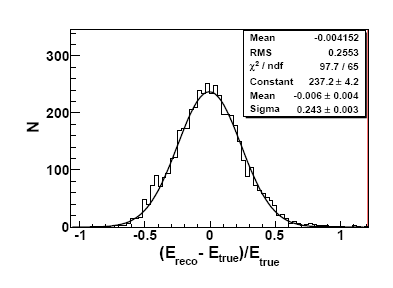 Mean -0.004152
RMS 0.2553
χ² / ndf 97.7 / 65
Constant 237.2 ± 4.2
Mean -0.006 ± 0.004
Sigma 0.243 ± 0.003
N
300
200
100
0
-1 -0.5 0 0.5 1
(E_reco - E_true)/E_true